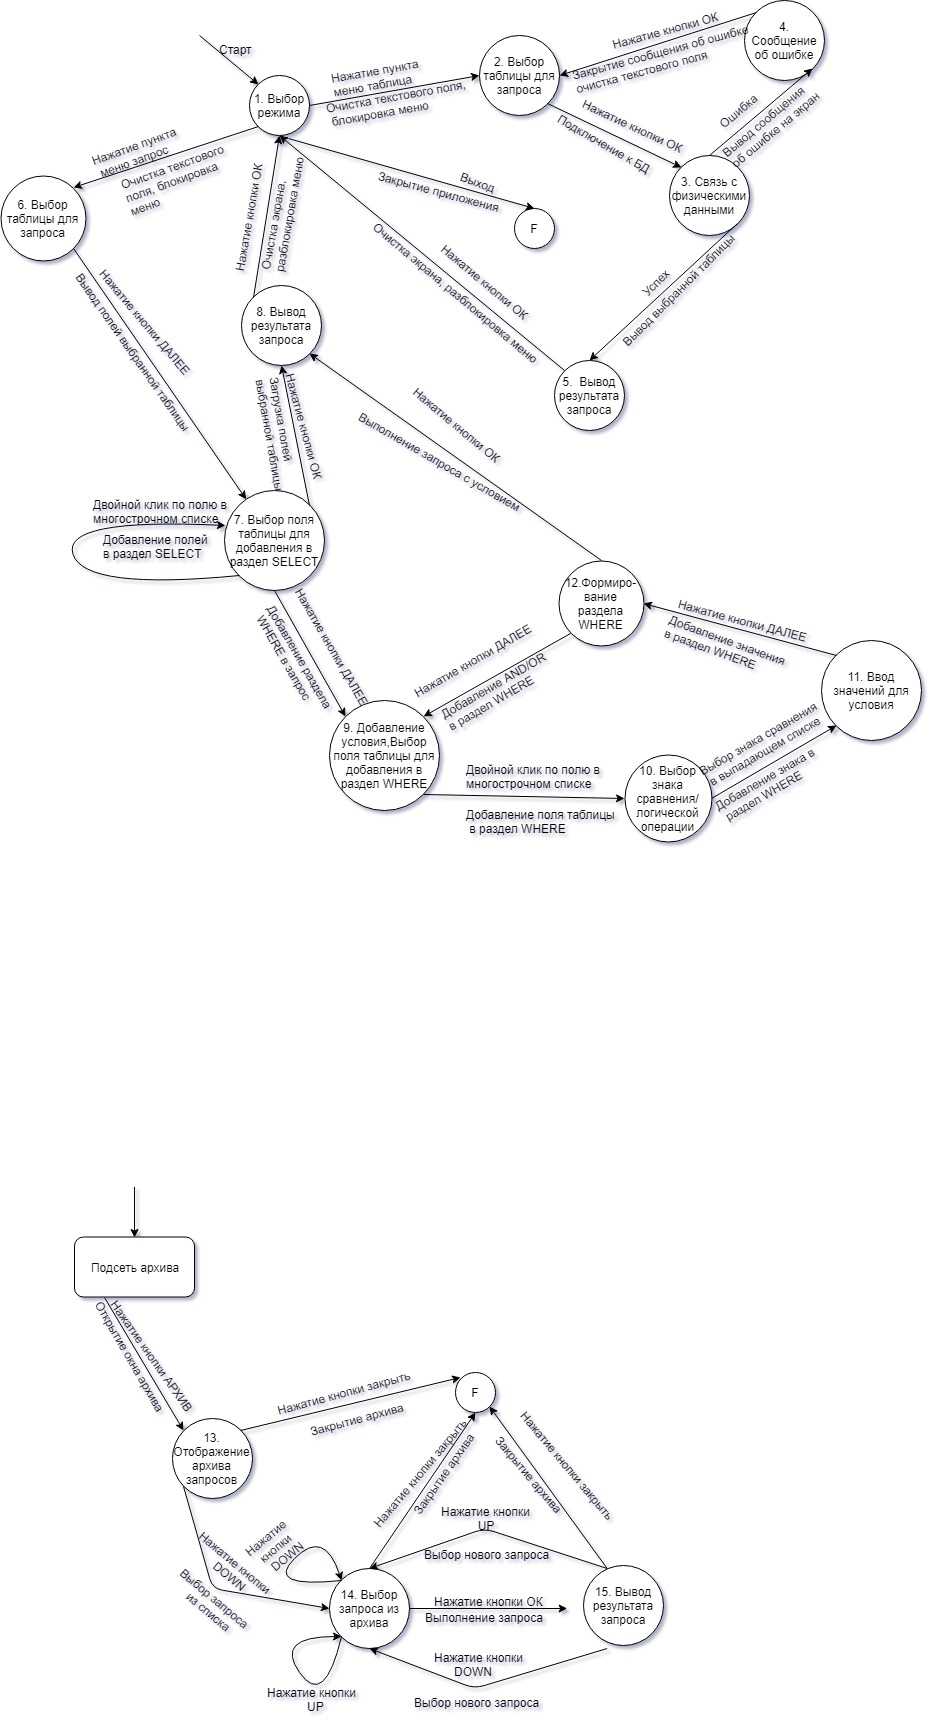 Старт
1. Выбор
режима
Нажатие пункта
меню таблица
Очистка текстового поля,
блокировка меню
2. Выбор
таблицы для
запроса
Нажатие кнопки ОК
Закрытие сообщения об ошибке
очистка текстового поля
4.
Сообщение
об ошибке
Нажатие кнопки ОК
Подключение к БД
Ошибка
Вывод сообщения
об ошибке на экран
3. Связь с
физическими
данными
Нажатие пункта
меню запрос
Очистка текстового
поля, блокировка
меню
6. Выбор
таблицы для
запроса
Нажатие кнопки ОК
Очистка экрана,
разблокировка меню
Выход
Закрытие приложения
F
Нажатие кнопки ОК
Очистка экрана, разблокировка меню
Успех
Вывод выбранной таблицы
5. Вывод
результата
запроса
8. Вывод
результата
запроса
Нажатие кнопки ДАЛЕЕ
Вывод полей выбранной таблицы
Нажатие кнопки ОК
Загрузка полей
выбранной таблицы
Нажатие кнопки ОК
Выполнение запроса с условием
Двойной клик по полю в
многострочном списке
Добавление полей
в раздел SELECT
7. Выбор поля
таблицы для
добавления в
раздел SELECT
Нажатие кнопки ДАЛЕЕ
Добавление раздела
WHERE в запрос
12.Формиро-
вание
раздела
WHERE
Нажатие кнопки ДАЛЕЕ
Добавление значения
в раздел WHERE
Нажатие кнопки ДАЛЕЕ
Добавление AND/OR
в раздел WHERE
11. Ввод
значений для
условия
9. Добавление
условия,Выбор
поля таблицы для
добавления в
раздел WHERE
Двойной клик по полю в
многострочном списке
Добавление поля таблицы
в раздел WHERE
10. Выбор
знака
сравнения/
логической
операции
Выбор знака сравнения
в выпадающем списке
Добавление знака в
раздел WHERE
Подсеть архива
Нажатие кнопки АРХИВ
Открытие окна архива
13.
Отображение
архива
запросов
Нажатие кнопки закрыть
Закрытие архива
F
Нажатие кнопки закрыть
Закрытие архива
Нажатие кнопки закрыть
Закрытие архива
Нажатие кнопки
DOWN
Выбор запроса
из списка
Нажатие
кнопки
DOWN
Нажатие кнопки
UP
Выбор нового запроса
14. Выбор
запроса из
архива
Нажатие кнопки ОК
Выполнение запроса
15. Вывод
результата
запроса
Нажатие кнопки
UP
Нажатие кнопки
DOWN
Выбор нового запроса